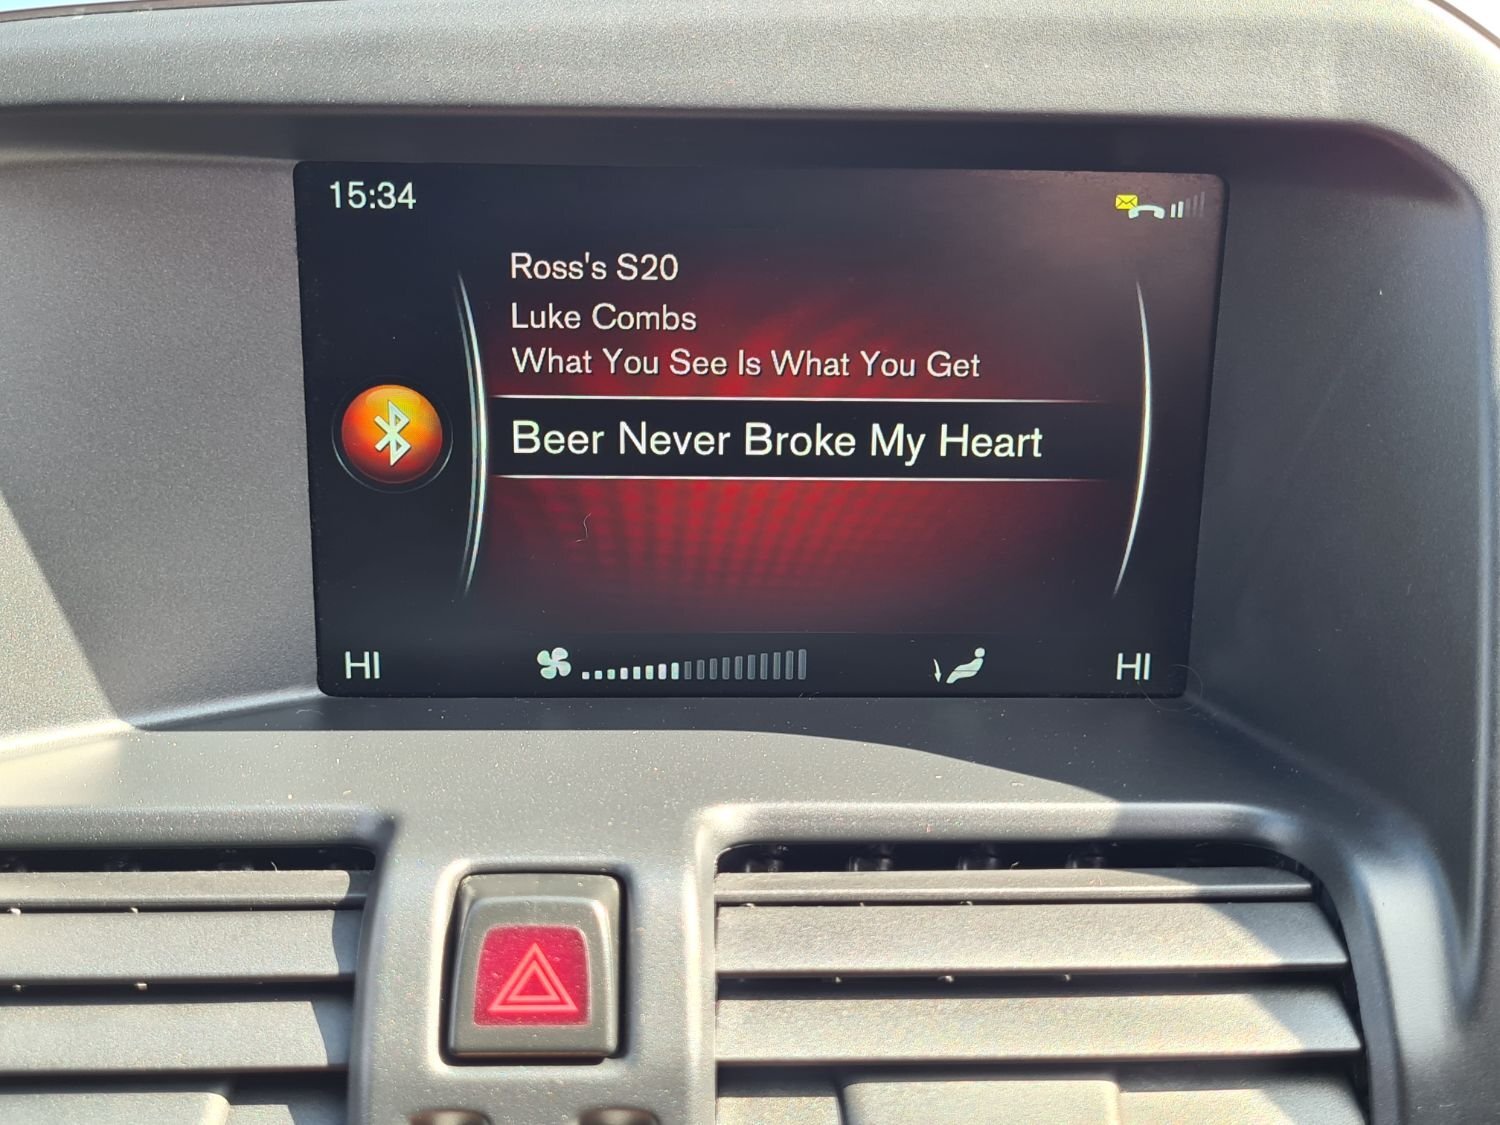 15:34
Ross's S20
Luke Combs
What You See Is What You Get
Beer Never Broke My Heart
HI
HI